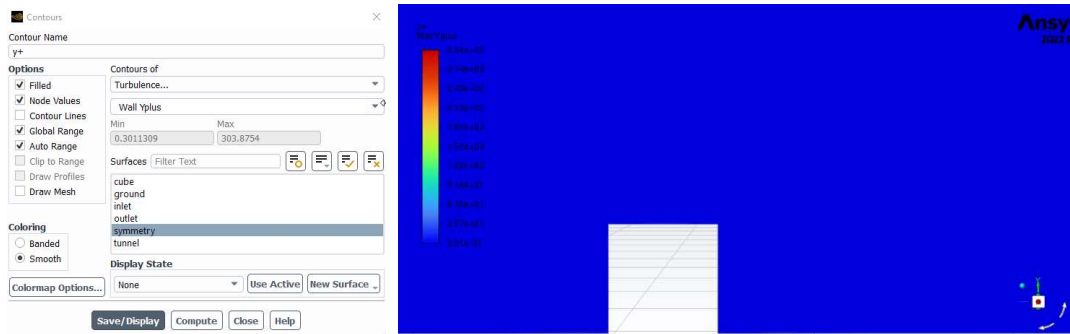 Contours
Contour Name
y+
Options
Filled
Node Values
Contour Lines
Global Range
Auto Range
Clip to Range
Draw Profiles
Draw Mesh
Coloring
Banded
Smooth
Colormap Options...
Contours of
Turbulence...
Wall Yplus
Min Max
0.3011309 303.8754
Surfaces Filter Text
cube
ground
inlet
outlet
symmetry
tunnel
Display State
None Use Active New Surface
Save/Display Compute Close Help
Ansy